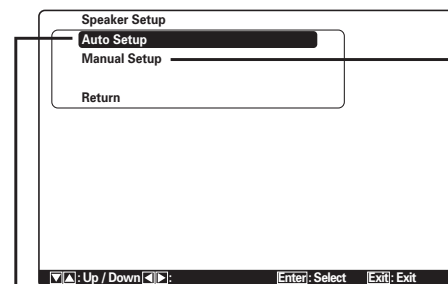 Speaker Setup
Auto Setup
Manual Setup
Return
▼▲: Up / Down ◀▶: Enter: Select Exit: Exit